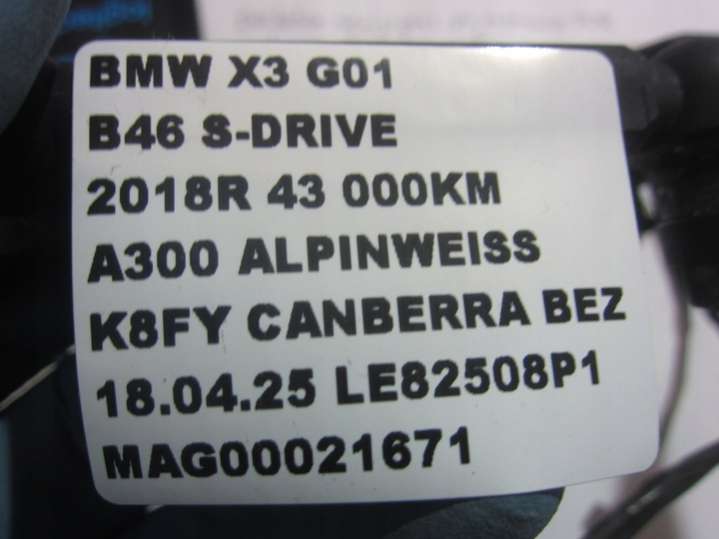 BMW X3 G01
B46 S-DRIVE
2018R 43 000KM
A300 ALPINWEISS
K8FY CANBERRA BEZ
18.04.25 LE82508P1
MAG00021671